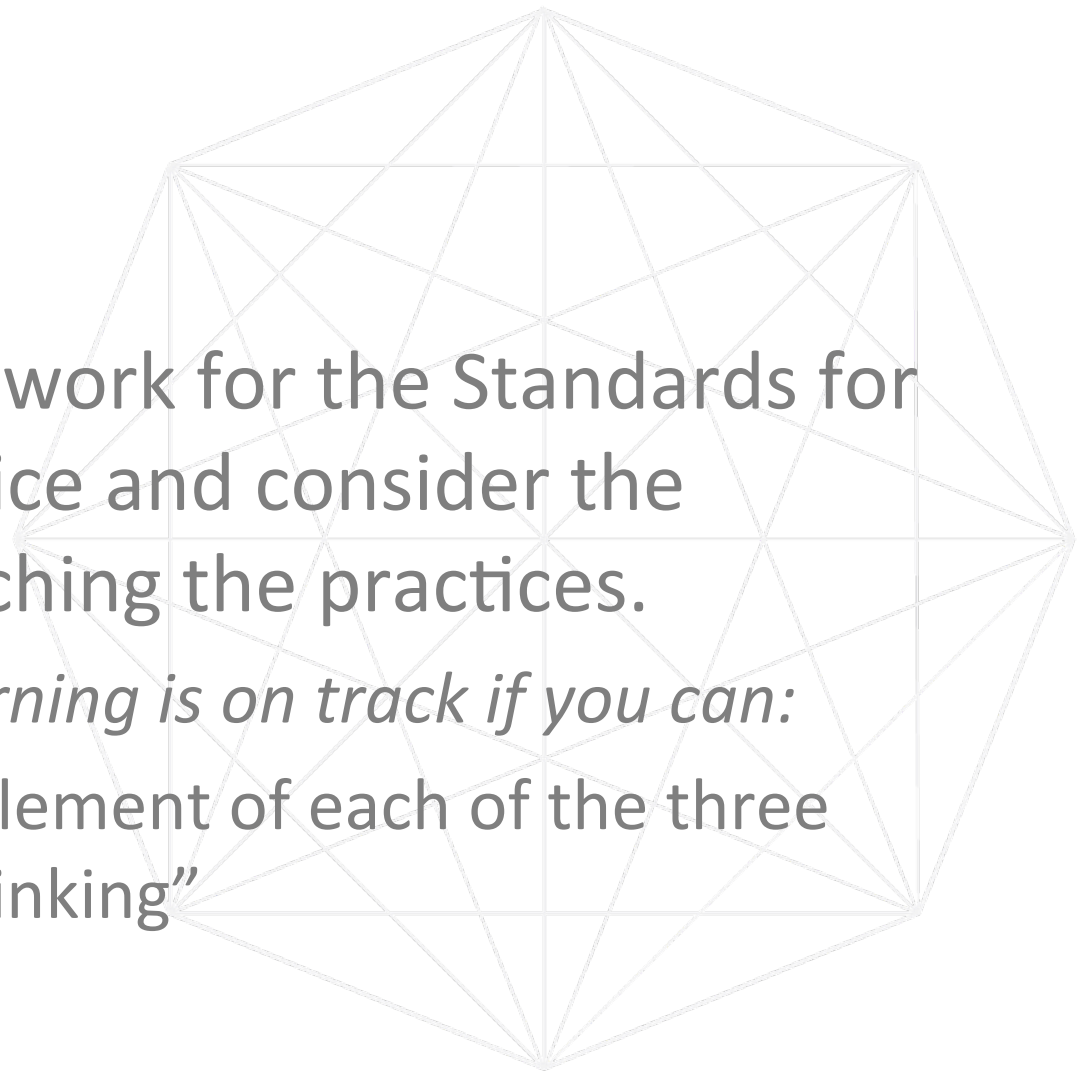 work for the Standards for
ice and consider the
ching the practices.
rning is on track if you can:
lement of each of the three
inking”